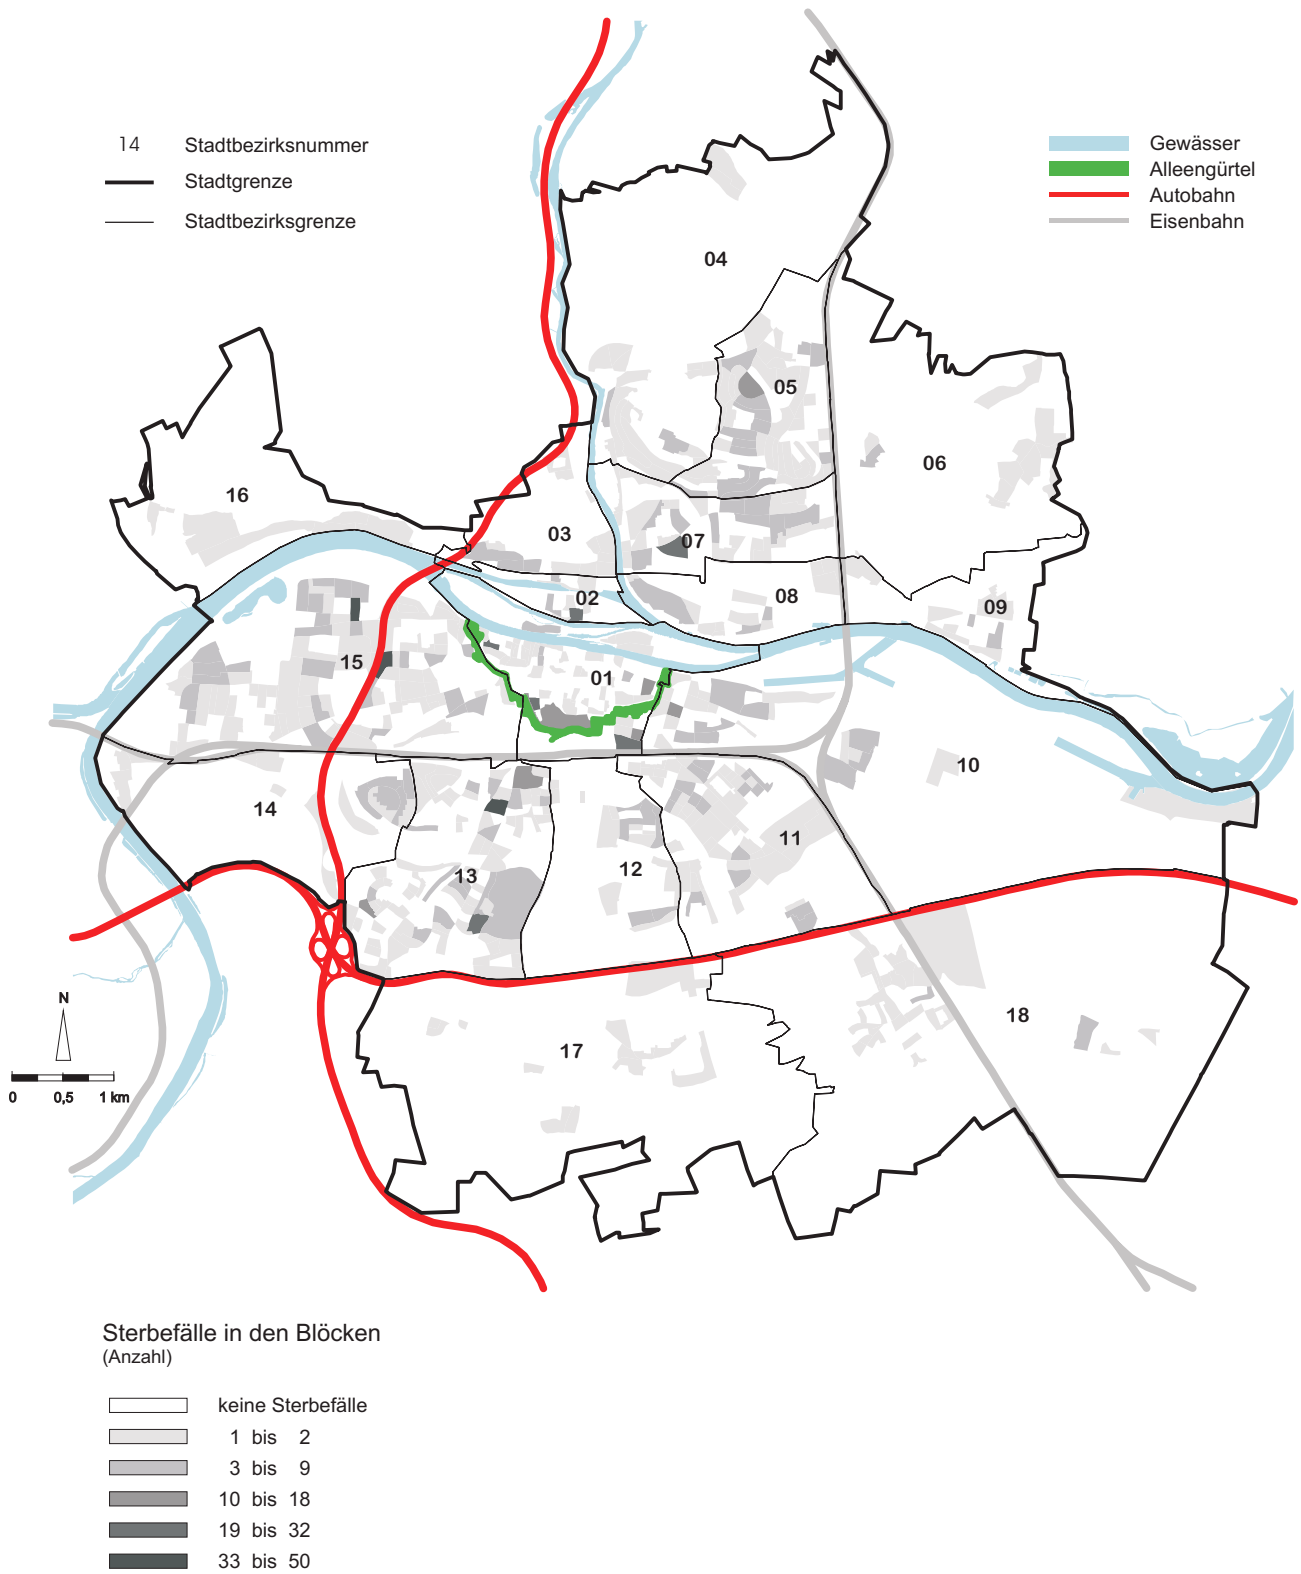 14 Stadtbezirksnummer
Stadtgrenze
Stadtbezirksgrenze
Gewässer
Alleengürtel
Autobahn
Eisenbahn
04
05
06
16
03
07
02
08
09
15
01
10
14
11
13
12
18
17
N
0 0,5 1 km
Sterbefälle in den Blöcken
(Anzahl)
keine Sterbefälle
1 bis 2
3 bis 9
10 bis 18
19 bis 32
33 bis 50